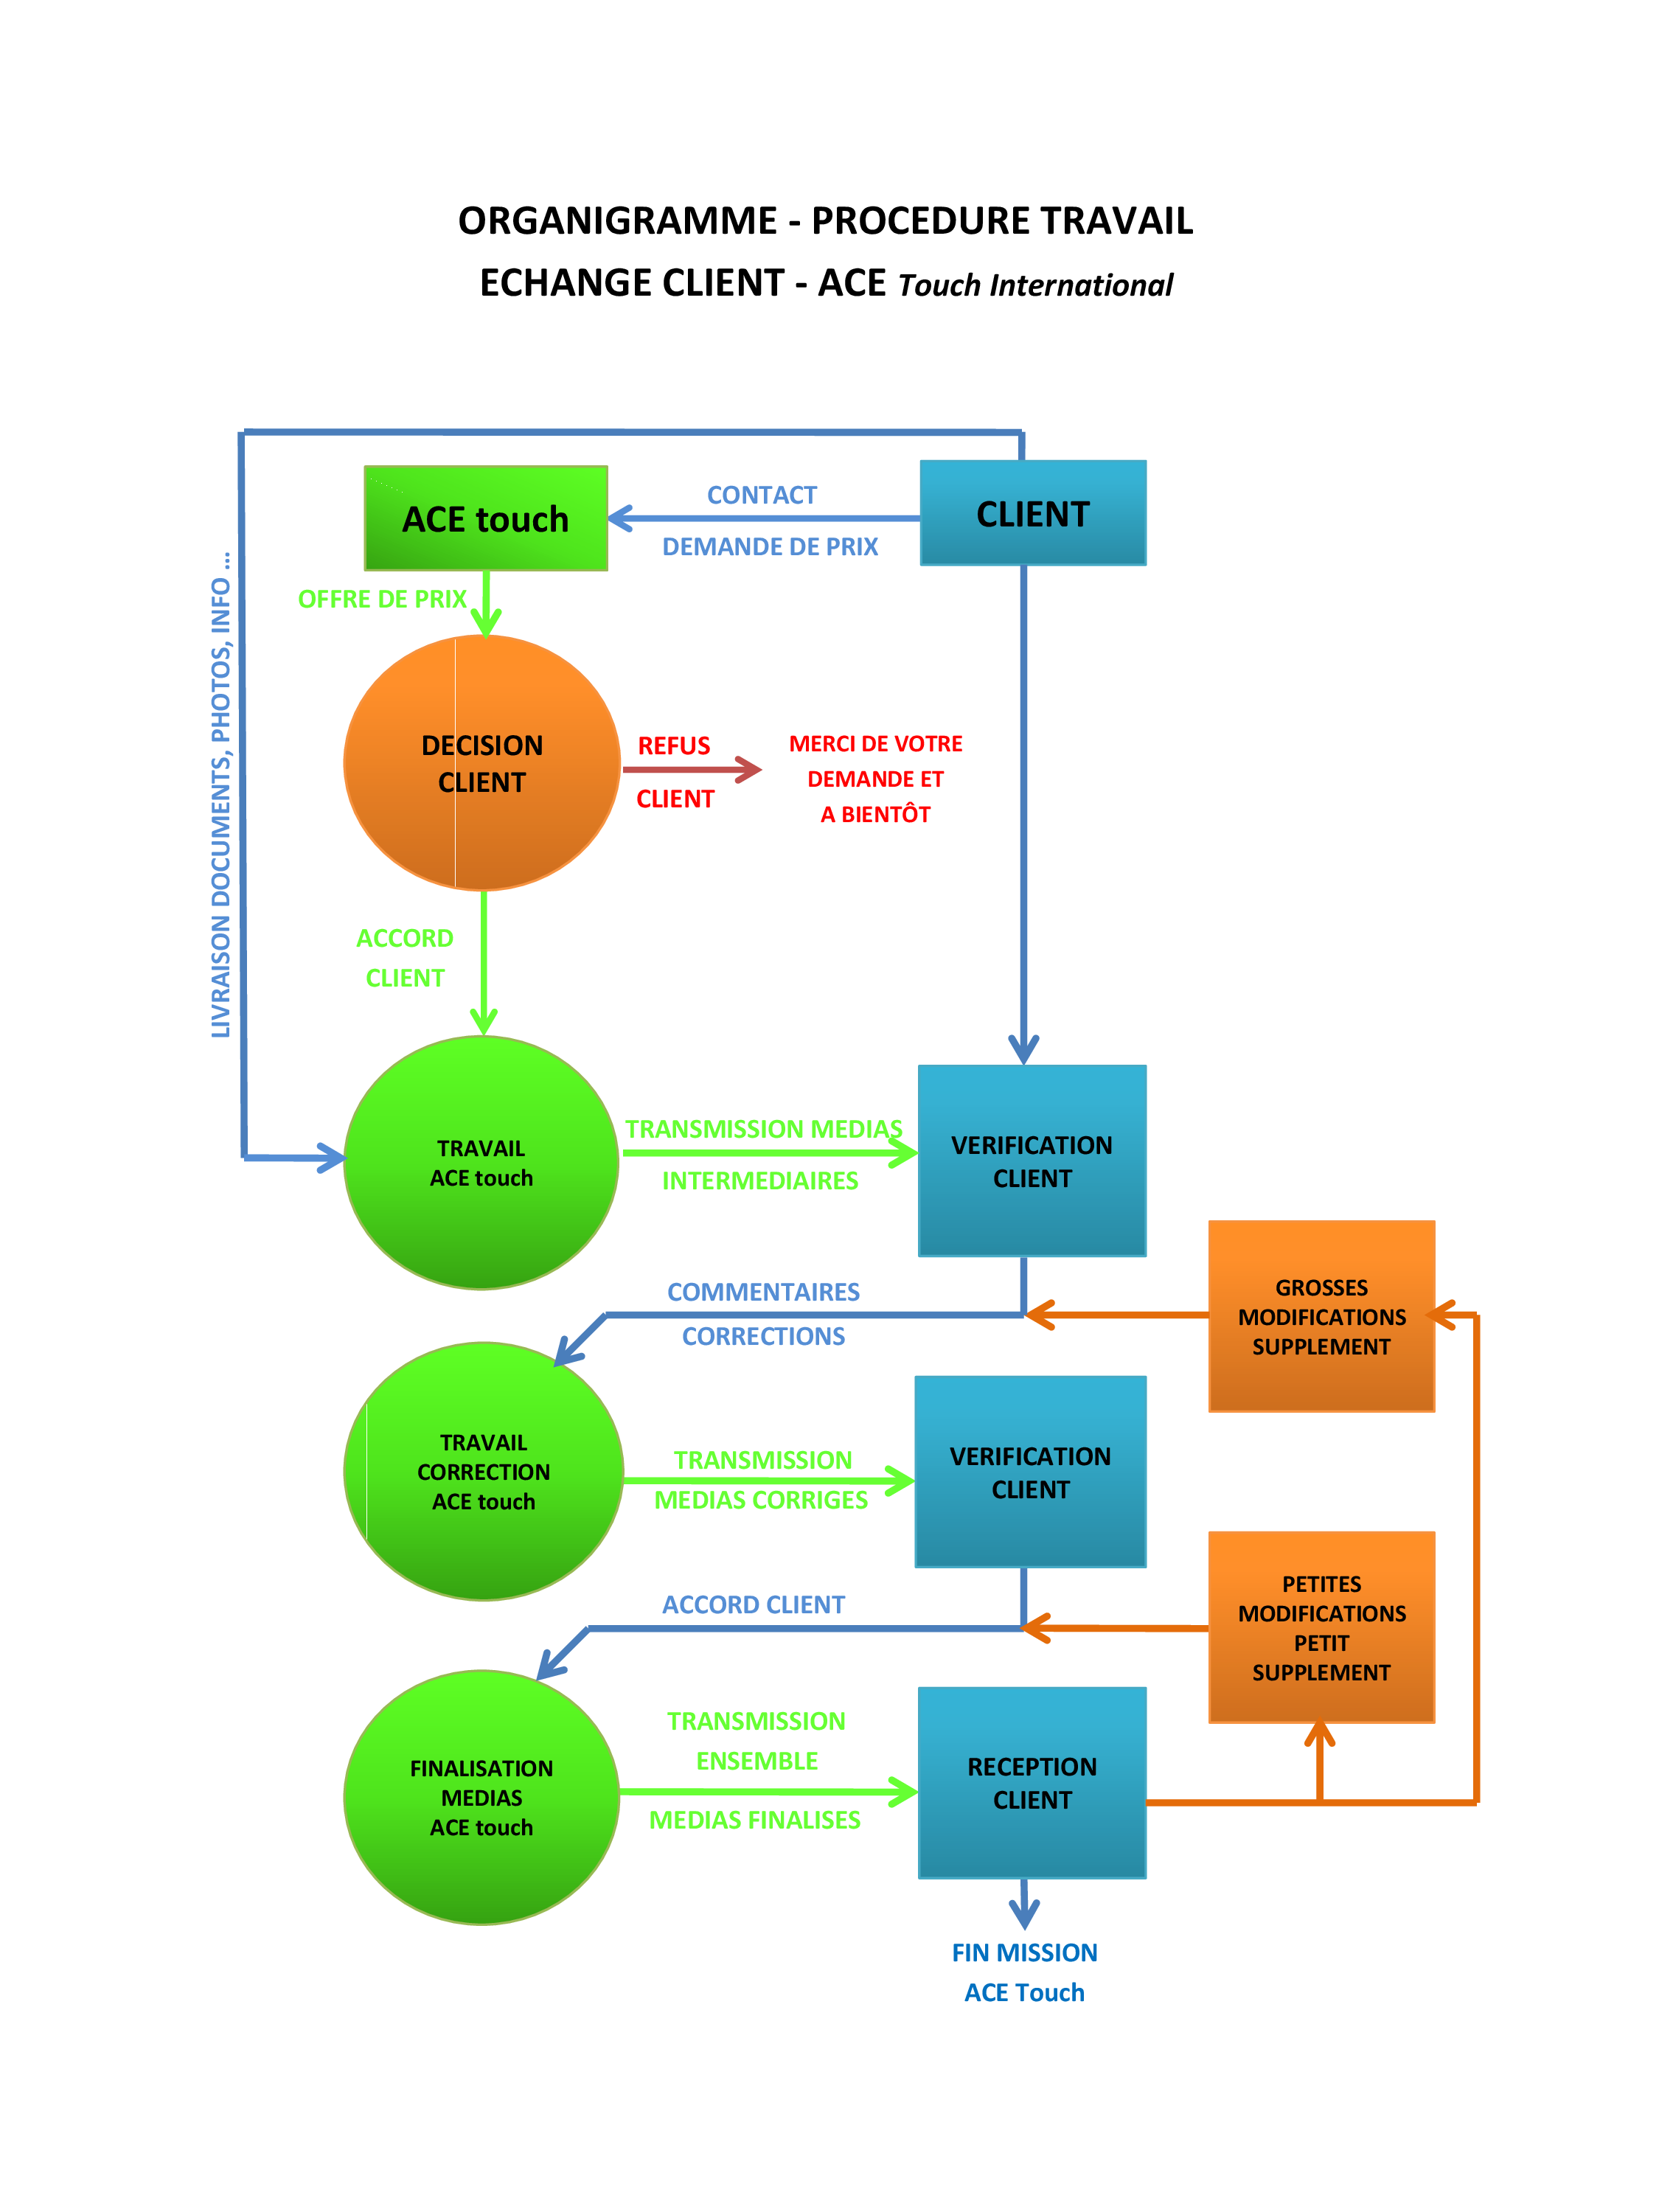 ORGANIGRAMME - PROCEDURE TRAVAIL
ECHANGE CLIENT - ACE Touch International
ACE touch
CONTACT
DEMANDE DE PRIX
CLIENT
OFFRE DE PRIX
LIVRAISON DOCUMENTS, PHOTOS, INFO ...
DECISION
CLIENT
REFUS
CLIENT
MERCI DE VOTRE
DEMANDE ET
A BIENTÔT
ACCORD
CLIENT
TRAVAIL
ACE touch
TRANSMISSION MEDIAS
INTERMEDIAIRES
VERIFICATION
CLIENT
COMMENTAIRES
CORRECTIONS
GROSSES
MODIFICATIONS
SUPPLEMENT
TRAVAIL
CORRECTION
ACE touch
TRANSMISSION
MEDIAS CORRIGES
VERIFICATION
CLIENT
ACCORD CLIENT
PETITES
MODIFICATIONS
PETIT
SUPPLEMENT
FINALISATION
MEDIAS
ACE touch
TRANSMISSION
ENSEMBLE
MEDIAS FINALISES
RECEPTION
CLIENT
FIN MISSION
ACE Touch